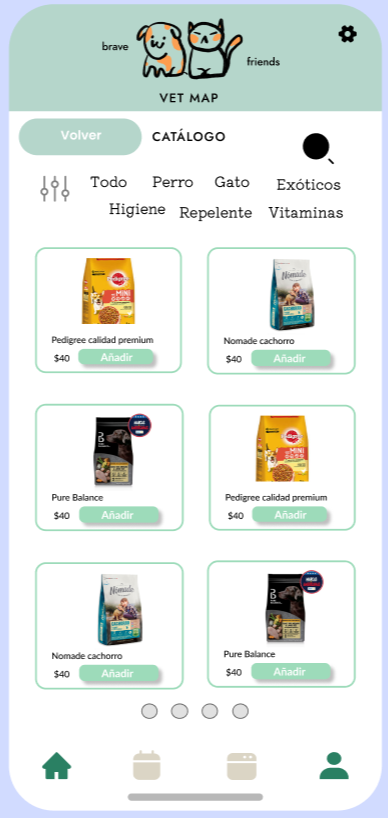 brave
friends
VET MAP
Volver CATÁLOGO
Todo Perro Gato Exóticos
Higiene Repelente Vitaminas
Pedigree calidad premium
$40 Añadir
Nomade cachorro
$40 Añadir
Pure Balance
$40 Añadir
Pedigree calidad premium
$40 Añadir
Nomade cachorro
$40 Añadir
Pure Balance
$40 Añadir